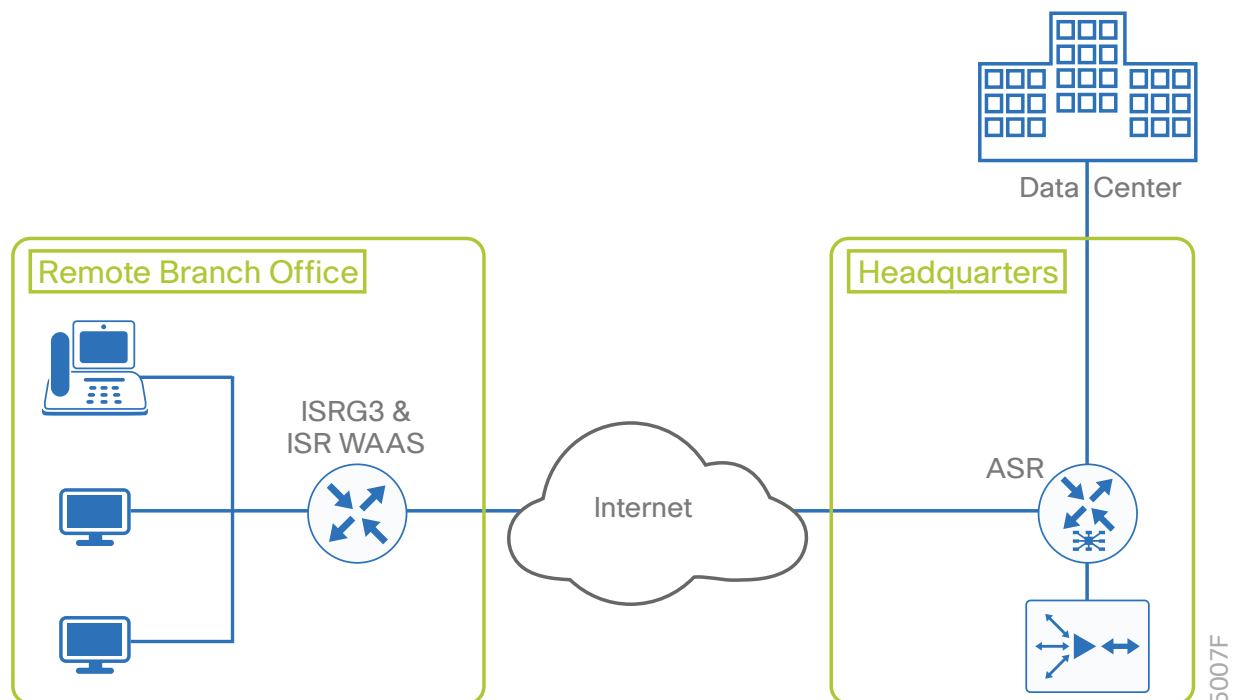 Data Center
Remote Branch Office
Headquarters
ISRG3 &
ISR WAAS
ASR
Internet
5007F